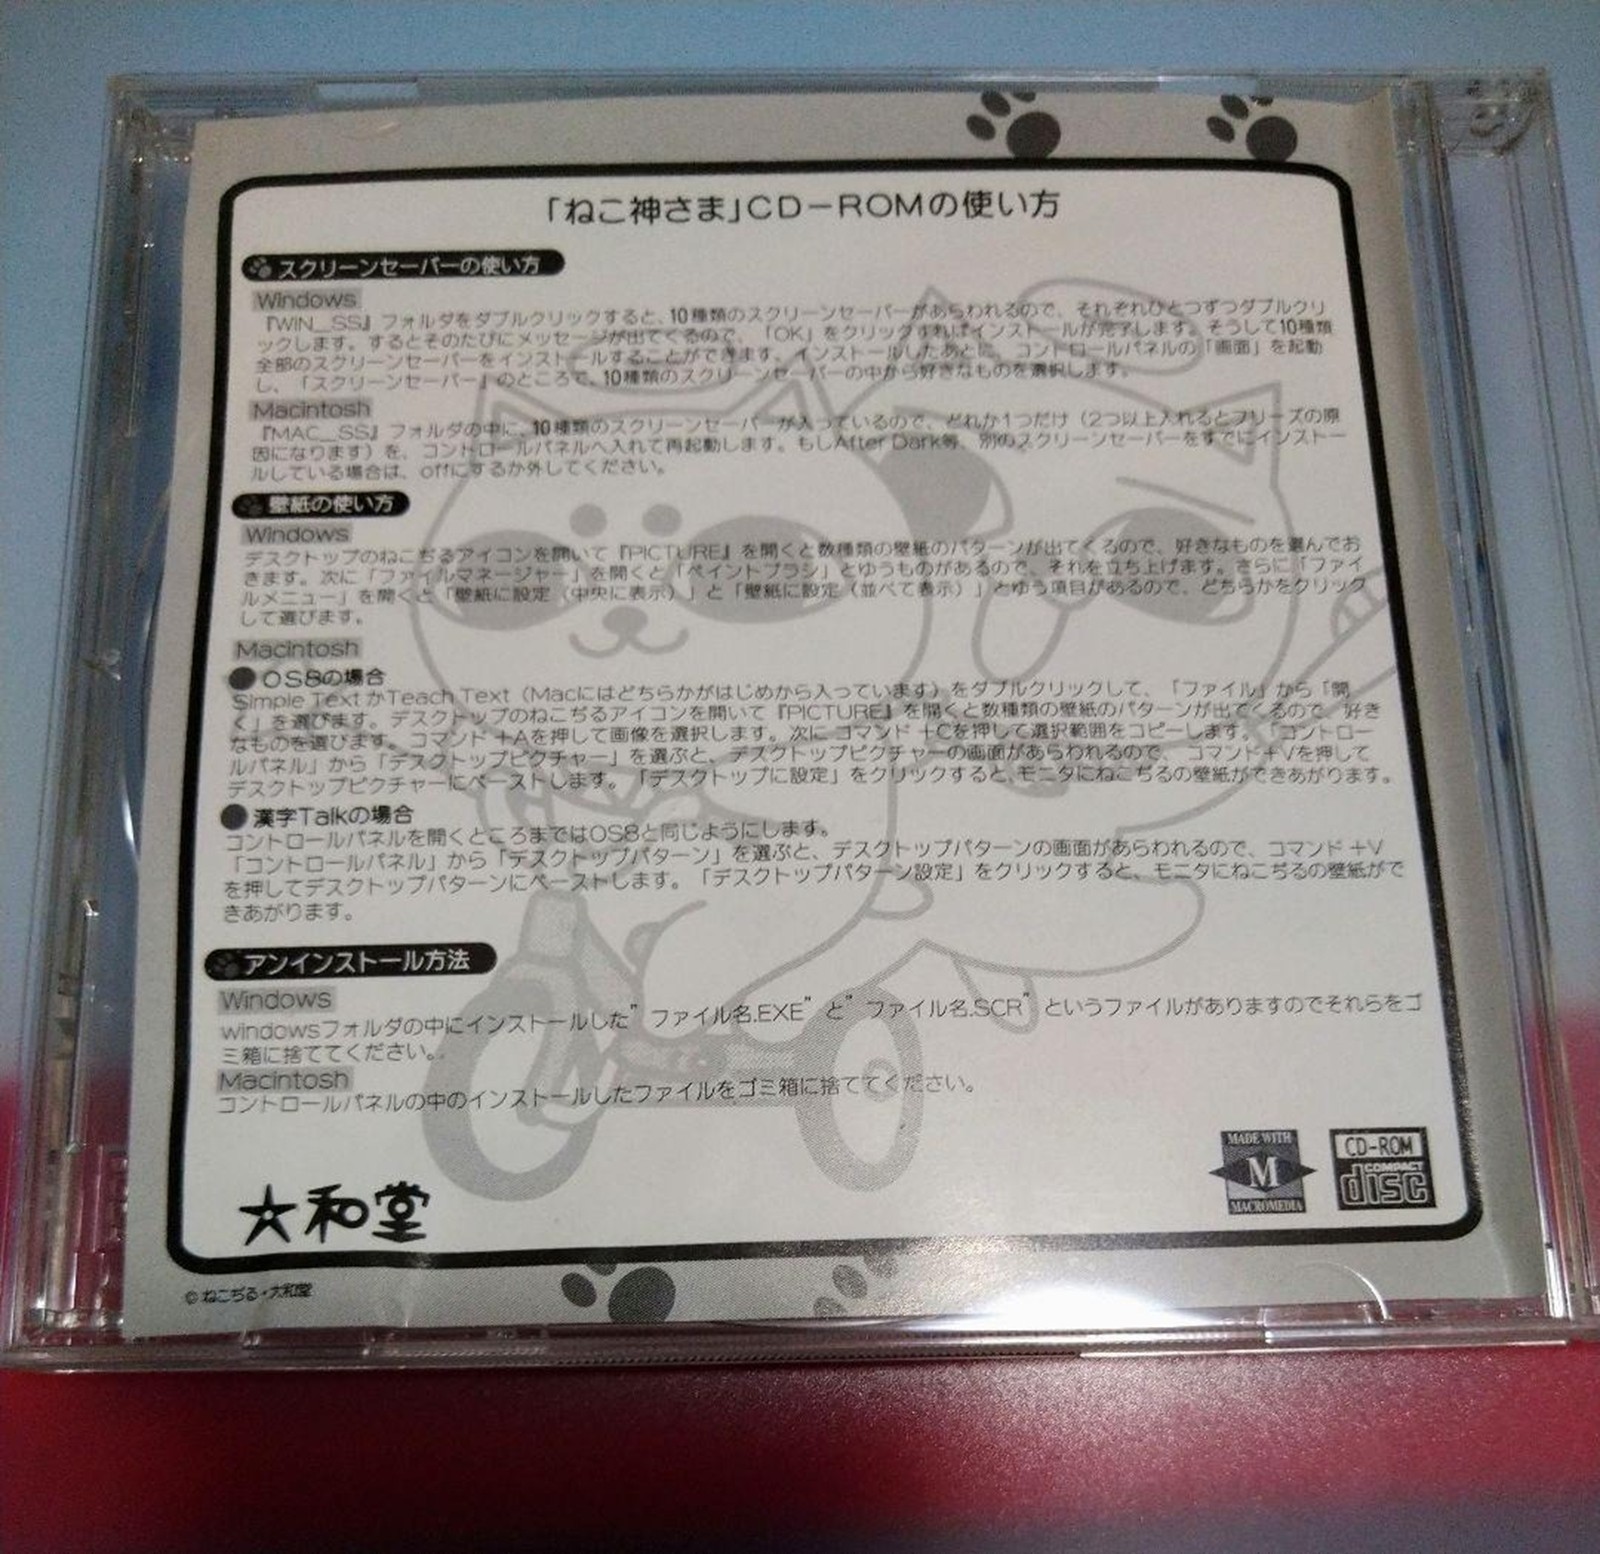 「ねこ神さま」CD－ROMの使い方
スクリーンセーバーの使い方
Windows
『WIN＿SS』フォルダをダブルクリックすると、10種類のスクリーンセーバーがあらわれるので、それぞれひとつずつダブルクリ
ックします。するとそのたびにメッセージが出てくるので、「OK」をクリックすればインストールが完了します。そうして10種類
全部のスクリーンセーバーをインストールすることができます。インストールしたあとに、コントロールパネルの「画面」を起動
し、「スクリーンセーバー」のところで、10種類のスクリーンセーバーの中から好きなものを選択します。
Macintosh
『MAC＿SS』フォルダの中に、10種類のスクリーンセーバーが入っているので、どれか1つだけ（2つ以上入れるとフリーズの原
因になります）を、コントロールパネルへ入れて再起動します。もしAfter Dark等、別のスクリーンセーバーをすでにインストー
ルしている場合は、offにするか外してください。
壁紙の使い方
Windows
デスクトップのねこぢるアイコンを開いて『PICTURE』を開くと数種類の壁紙のパターンが出てくるので、好きなものを選んでお
きます。次に「ファイルマネージャー」を開くと「ペイントブラシ」とゆうものがあるので、それを立ち上げます。さらに「ファイ
ルメニュー」を開くと「壁紙に設定（中央に表示）」と「壁紙に設定（並べて表示）」とゆう項目があるので、どちらかをクリック
して選びます。
Macintosh
●OS8の場合
Simple TextかTeach Text（Macにはどちらかがはじめから入っています）をダブルクリックして、「ファイル」から「開
く」を選びます。デスクトップのねこぢるアイコンを開いて『PICTURE』を開くと数種類の壁紙のパターンが出てくるので、好き
なものを選びます。コマンド＋Aを押して画像を選択します。次にコマンド＋Cを押して選択範囲をコピーします。「コントロー
ルパネル」から「デスクトップピクチャー」を選ぶと、デスクトップピクチャーの画面があらわれるので、コマンド＋Vを押して
デスクトップピクチャーにペーストします。「デスクトップに設定」をクリックすると、モニタにねこぢるの壁紙ができあがります。
●漢字Talkの場合
コントロールパネルを開くところまではOS8と同じようにします。
「コントロールパネル」から「デスクトップパターン」を選ぶと、デスクトップパターンの画面があらわれるので、コマンド＋V
を押してデスクトップパターンにペーストします。「デスクトップパターン設定」をクリックすると、モニタにねこぢるの壁紙がで
きあがります。
アンインストール方法
Windows
windowsフォルダの中にインストールした”ファイル名.EXE”と”ファイル名.SCR”というファイルがありますのでそれらをゴ
ミ箱に捨ててください。
Macintosh
コントロールパネルの中のインストールしたファイルをゴミ箱に捨ててください。
大和堂
MADE WITH
M
MACROMEDIA
CD-ROM
COMPACT
disc
©ねこぢる・大和堂